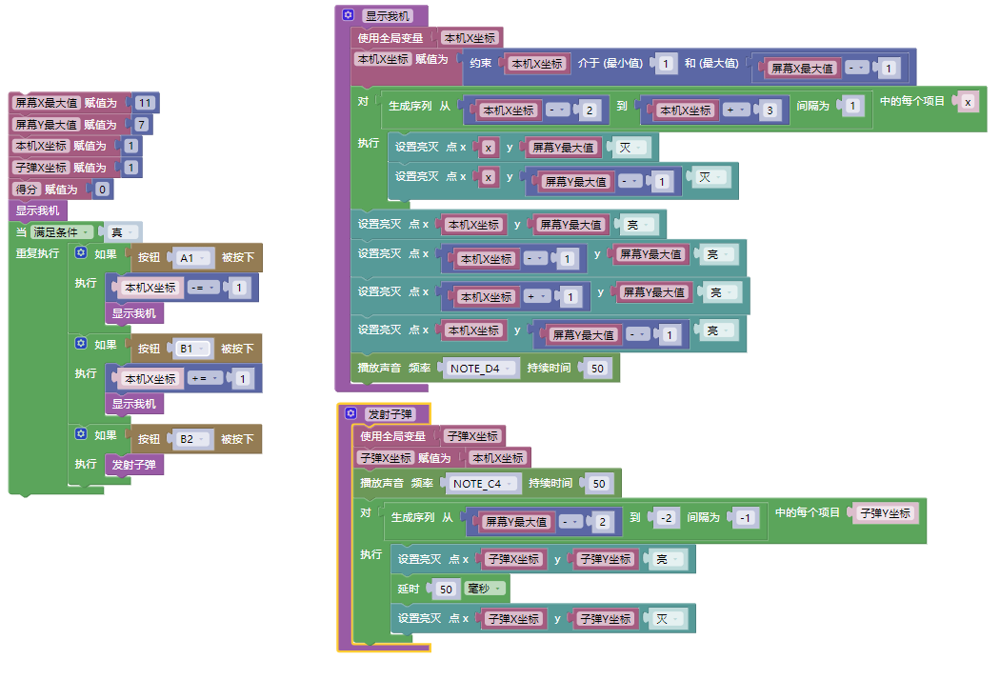 屏幕X最大值 赋值为 11
屏幕Y最大值 赋值为 7
本机X坐标 赋值为 1
子弹X坐标 赋值为 1
得分 赋值为 0
显示我机
当 满足条件 真
重复执行 如果 按钮 A1 被按下
执行 本机X坐标 -= 1
显示我机
如果 按钮 B1 被按下
执行 本机X坐标 += 1
显示我机
如果 按钮 B2 被按下
执行 发射子弹
显示我机
使用全局变量 本机X坐标
本机X坐标 赋值为 约束 本机X坐标 介于 (最小值) 1 和 (最大值) 屏幕X最大值 - 1
对 生成序列 从 本机X坐标 - 2 到 本机X坐标 + 3 间隔为 1 中的每个项目 x
执行 设置亮灭 点 x x y 屏幕Y最大值 灭
设置亮灭 点 x x y 屏幕Y最大值 - 1 灭
设置亮灭 点 x 本机X坐标 y 屏幕Y最大值 亮
设置亮灭 点 x 本机X坐标 - 1 y 屏幕Y最大值 亮
设置亮灭 点 x 本机X坐标 + 1 y 屏幕Y最大值 亮
设置亮灭 点 x 本机X坐标 y 屏幕Y最大值 - 1 亮
播放声音 频率 NOTE_D4 持续时间 50
发射子弹
使用全局变量 子弹X坐标
子弹X坐标 赋值为 本机X坐标
播放声音 频率 NOTE_C4 持续时间 50
对 生成序列 从 屏幕Y最大值 - 2 到 -2 间隔为 -1 中的每个项目 子弹Y坐标
执行 设置亮灭 点 x 子弹X坐标 y 子弹Y坐标 亮
延时 50 毫秒
设置亮灭 点 x 子弹X坐标 y 子弹Y坐标 灭